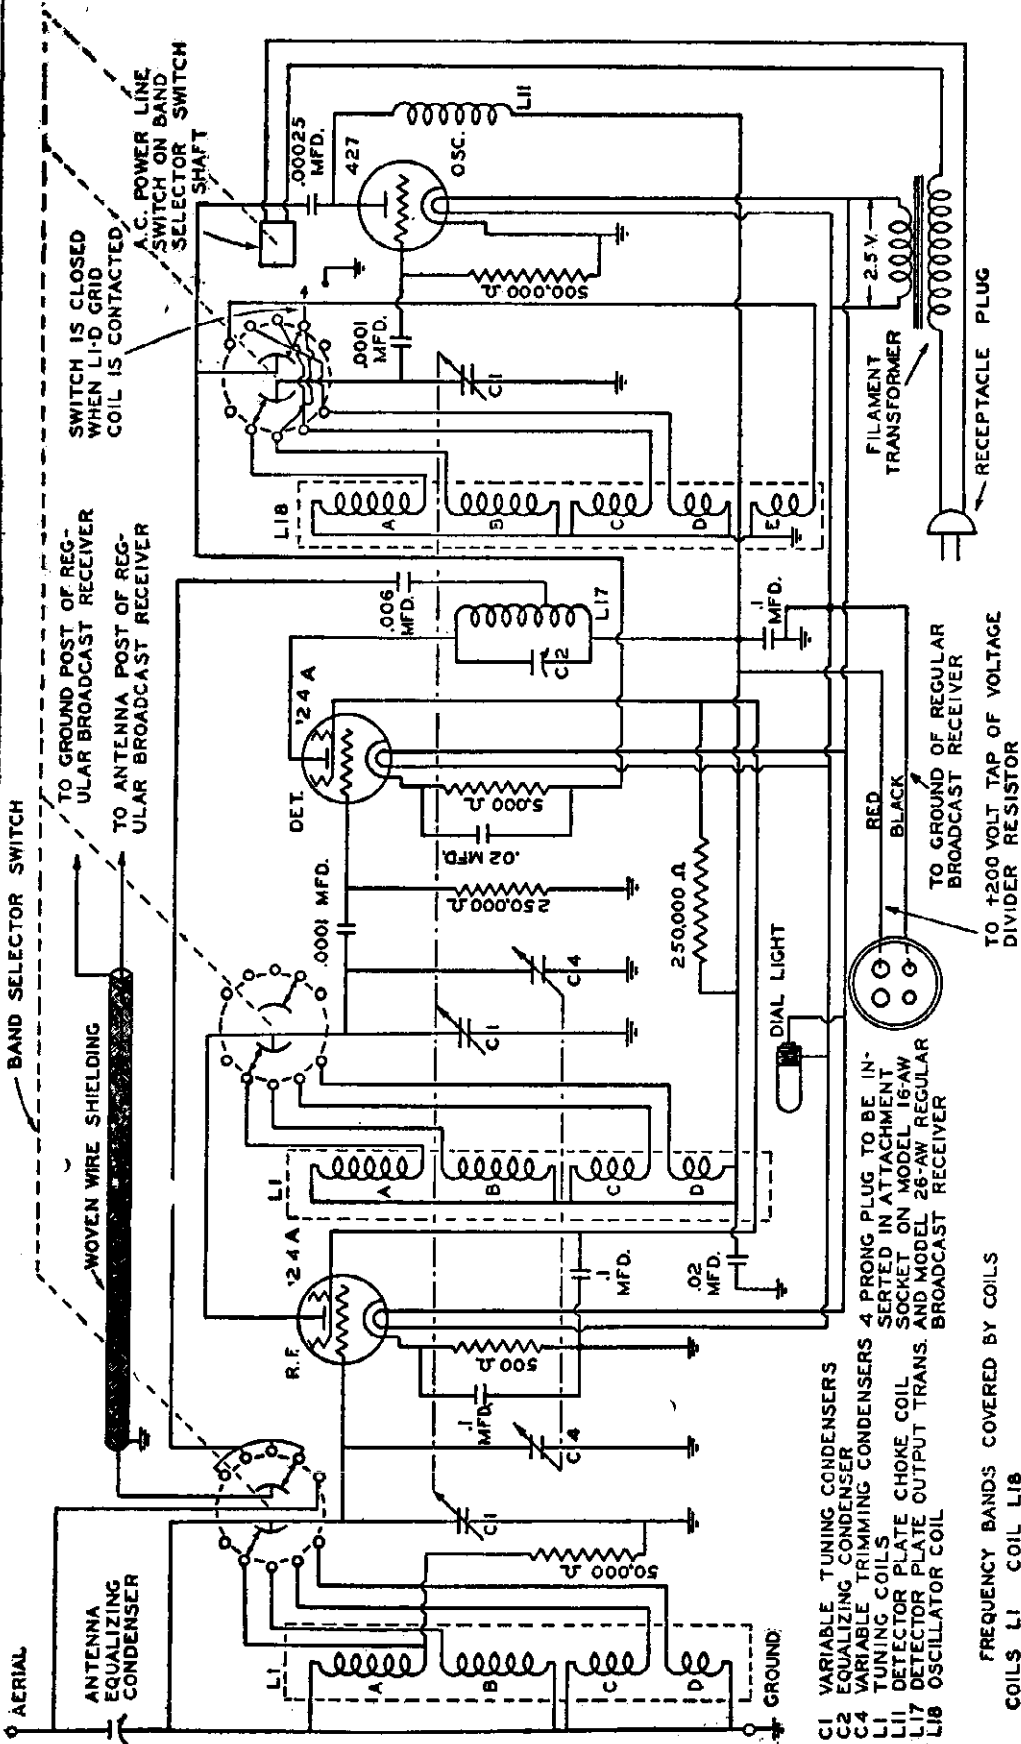 BAND SELECTOR SWITCH
WOVEN WIRE SHIELDING
TO GROUND POST OF REG-
ULAR BROADCAST RECEIVER
TO ANTENNA POST OF REG-
ULAR BROADCAST RECEIVER
SWITCH IS CLOSED
WHEN L1-D GRID
COIL IS CONTACTED
A.C. POWER LINE
SWITCH ON BAND
SELECTOR SWITCH
SHAFT
AERIAL
ANTENNA
EQUALIZING
CONDENSER
L1
A
B
C
D
GROUND
50,000 Ω
C1
C4
R.F.
'24A
.1
MFD.
500 Ω
.1
MFD.
.02
MFD.
L1
A
B
C
D
C1
C4
.0001 MFD.
250,000 Ω
DET.
'24A
.02 MFD.
5,000 Ω
250,000 Ω
DIAL LIGHT
.006
MFD.
L17
C2
.1
MFD.
L18
A
B
C
D
E
.0001
MFD.
C1
500,000 Ω
.00025
MFD.
427
OSC.
L11
2.5 V.
FILAMENT
TRANSFORMER
RECEPTACLE PLUG
RED
BLACK
TO GROUND OF REGULAR
BROADCAST RECEIVER
TO +200 VOLT TAP OF VOLTAGE
DIVIDER RESISTOR
4 PRONG PLUG TO BE IN-
SERTED IN ATTACHMENT
SOCKET ON MODEL 16-AW
AND MODEL 26-AW REGULAR
BROADCAST RECEIVER
C1 VARIABLE TUNING CONDENSERS
C2 EQUALIZING CONDENSER
C4 VARIABLE TRIMMING CONDENSERS
L1 TUNING COILS
L11 DETECTOR PLATE CHOKE COIL
L17 DETECTOR PLATE OUTPUT TRANS.
L18 OSCILLATOR COIL
FREQUENCY BANDS COVERED BY COILS
COILS L1 COIL L18